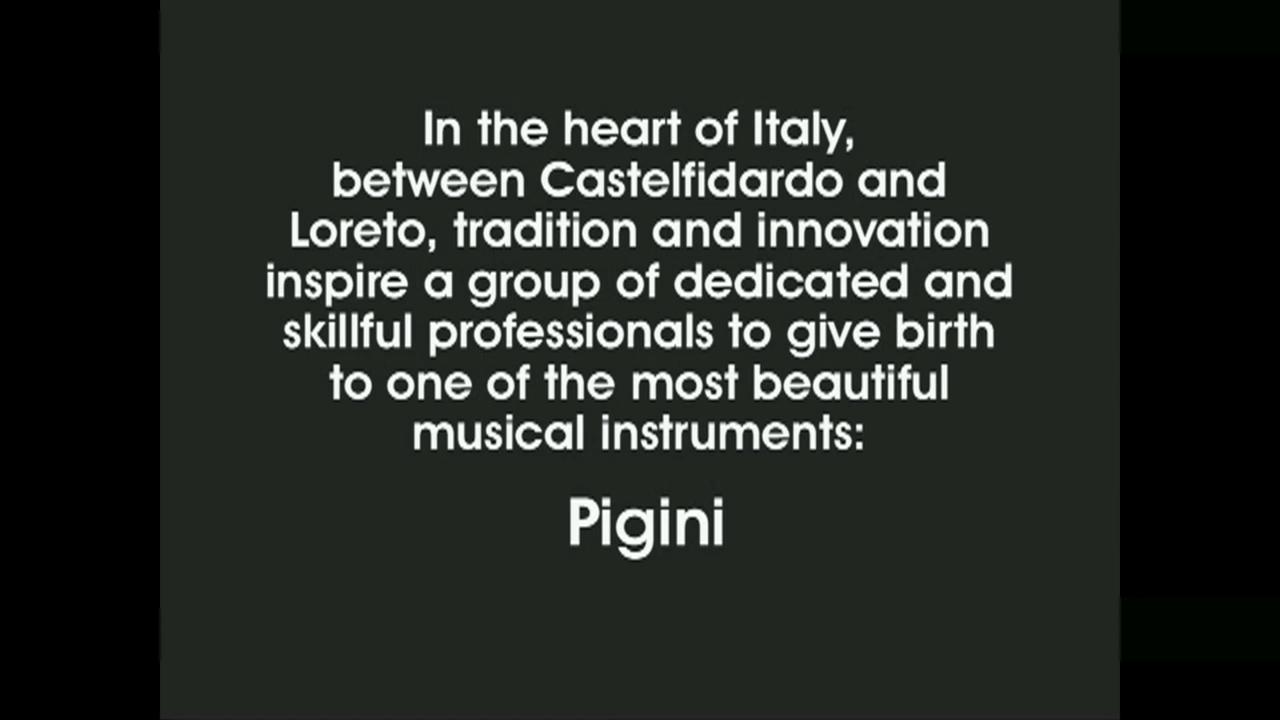 In the heart of Italy,
between Castelfidardo and
Loreto, tradition and innovation
inspire a group of dedicated and
skillful professionals to give birth
to one of the most beautiful
musical instruments:
Pigini